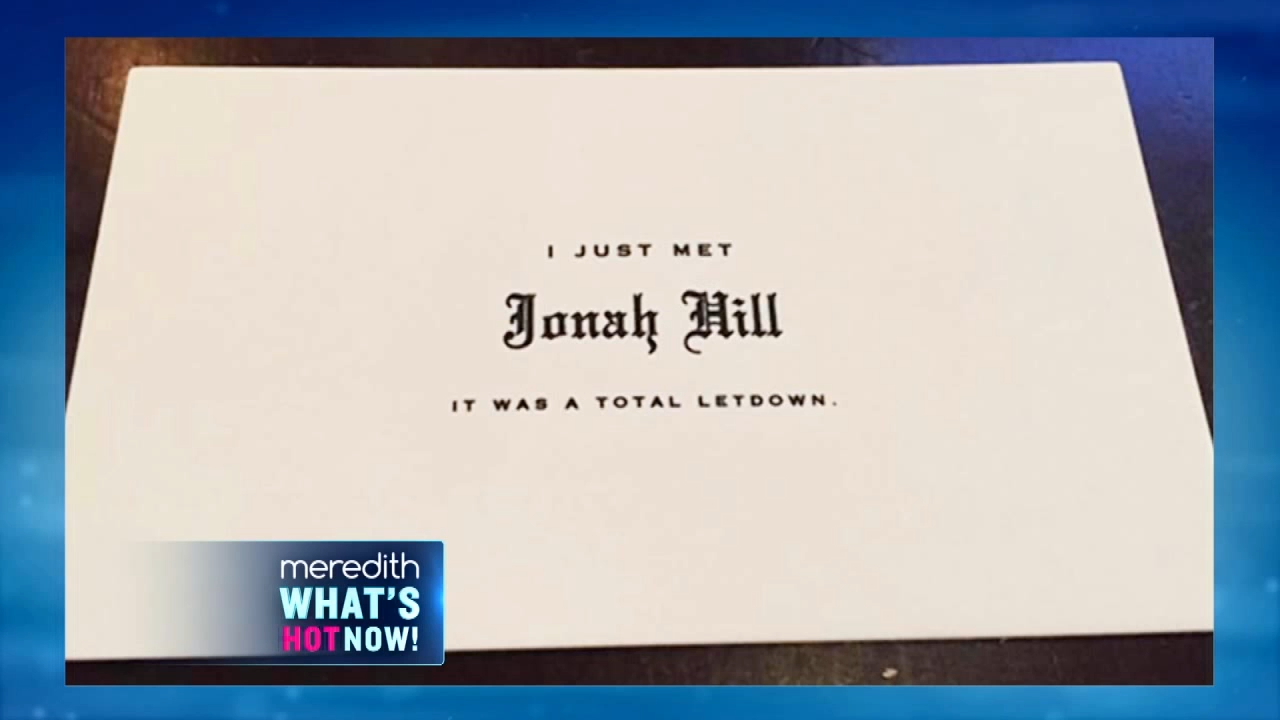 I JUST MET
Jonah Hill
IT WAS A TOTAL LETDOWN.
meredith
WHAT'S
HOT NOW!